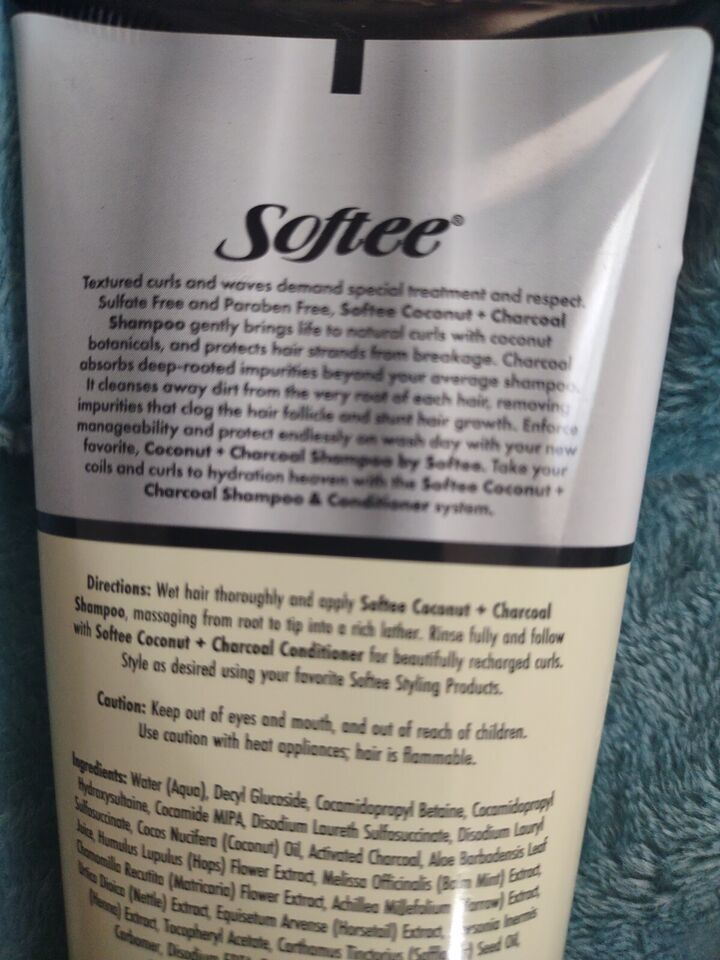 Softee®
Textured curls and waves demand special treatment and respect.
Sulfate Free and Paraben Free, Softee Coconut + Charcoal
Shampoo gently brings life to natural curls with coconut
botanicals, and protects hair strands from breakage. Charcoal
absorbs deep-rooted impurities beyond your average shampoo.
It cleanses away dirt from the very root of each hair, removing
impurities that clog the hair follicle and stunt hair growth. Enforce
manageability and protect endlessly on wash day with your new
favorite, Coconut + Charcoal Shampoo by Softee. Take your
coils and curls to hydration heaven with the Softee Coconut +
Charcoal Shampoo & Conditioner system.
Directions: Wet hair thoroughly and apply Softee Coconut + Charcoal
Shampoo, massaging from root to tip into a rich lather. Rinse fully and follow
with Softee Coconut + Charcoal Conditioner for beautifully recharged curls.
Style as desired using your favorite Softee Styling Products.
Caution: Keep out of eyes and mouth, and out of reach of children.
Use caution with heat appliances; hair is flammable.
Ingredients: Water (Aqua), Decyl Glucoside, Cocamidopropyl Betaine, Cocamidopropyl
Hydroxysultaine, Cocamide MIPA, Disodium Laureth Sulfosuccinate, Disodium Lauryl
Sulfosuccinate, Cocos Nucifera (Coconut) Oil, Activated Charcoal, Aloe Barbadensis Leaf
Juice, Humulus Lupulus (Hops) Flower Extract, Melissa Officinalis (Balm Mint) Extract,
Chamomilla Recutita (Matricaria) Flower Extract, Achillea Millefolium (Yarrow) Extract,
Urtica Dioica (Nettle) Extract, Equisetum Arvense (Horsetail) Extract, Lawsonia Inermis
(Henna) Extract, Tocopheryl Acetate, Carthamus Tinctorius (Safflower) Seed Oil,
Carbomer, Disodium